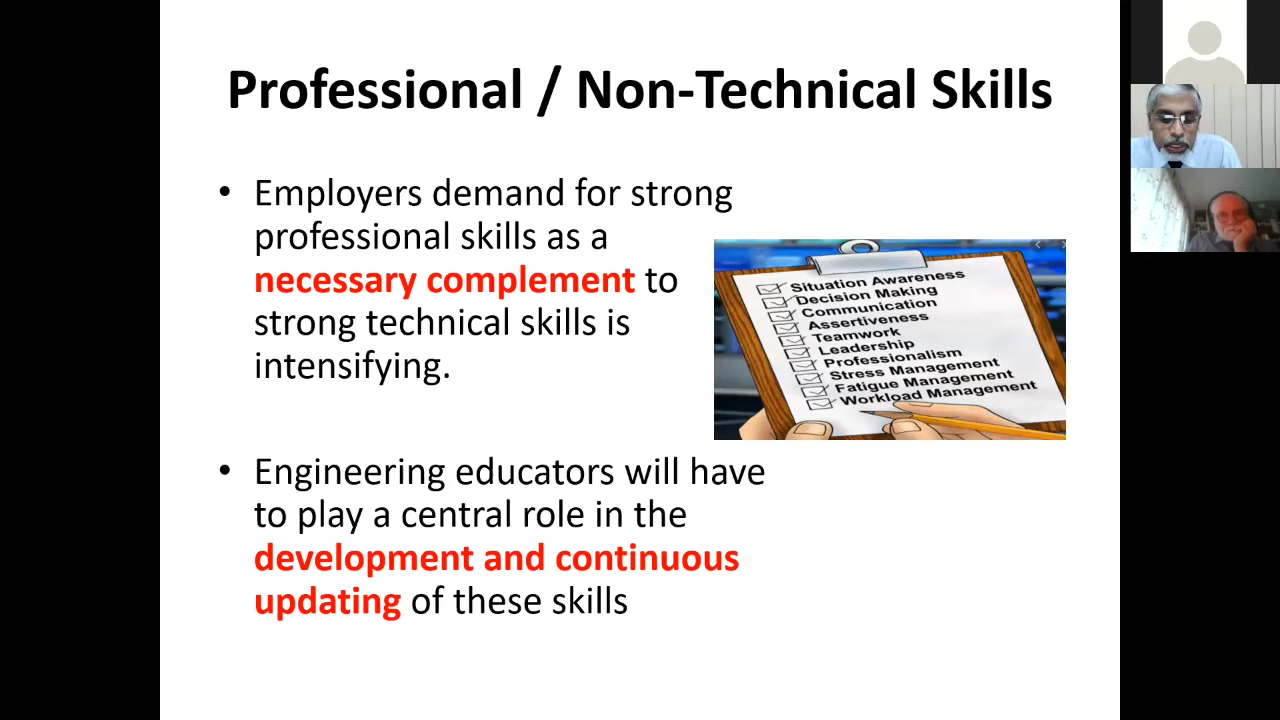 Professional / Non-Technical Skills
• Employers demand for strong
professional skills as a
necessary complement to
strong technical skills is
intensifying.
Situation Awareness
Decision Making
Communication
Assertiveness
Teamwork
Leadership
Professionalism
Stress Management
Fatigue Management
Workload Management
• Engineering educators will have
to play a central role in the
development and continuous
updating of these skills